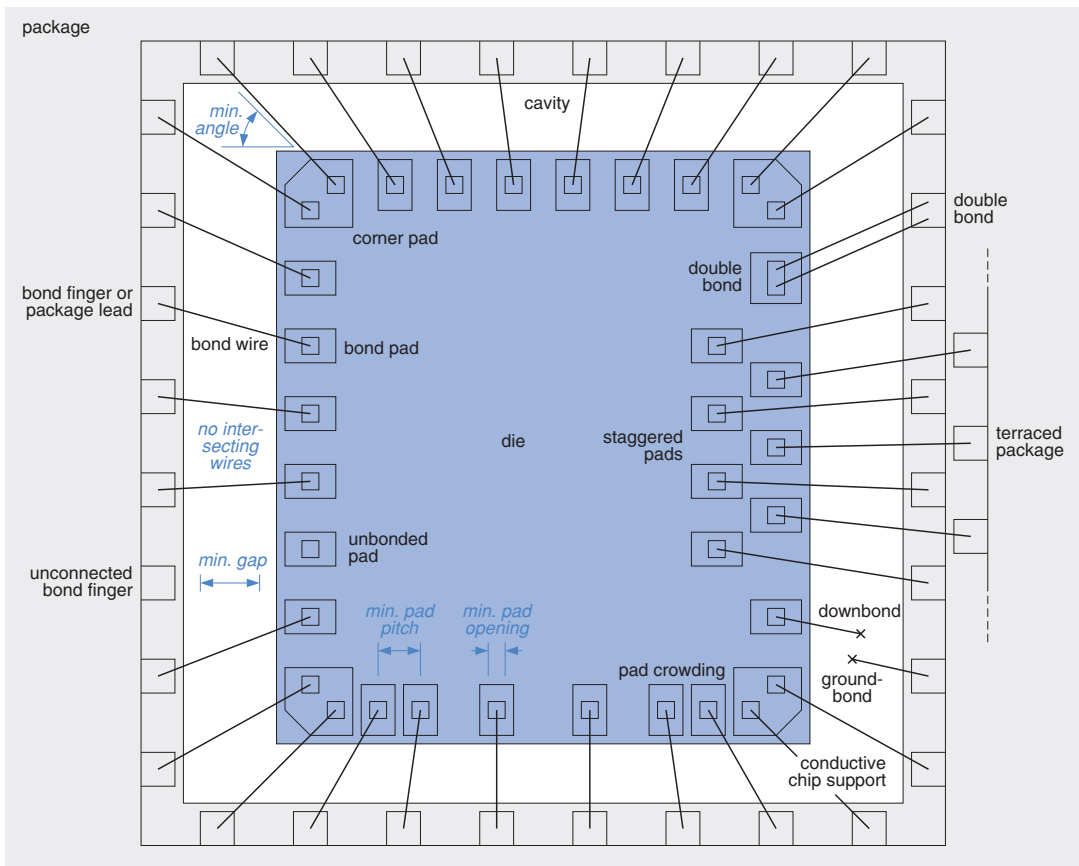 package
cavity
min.
angle
corner pad
double
bond
double
bond
bond finger or
package lead
bond wire
bond pad
no inter-
secting
wires
die
staggered
pads
terraced
package
unbonded
pad
min. gap
unconnected
bond finger
min. pad
pitch
min. pad
opening
downbond
pad crowding
ground-
bond
conductive
chip support